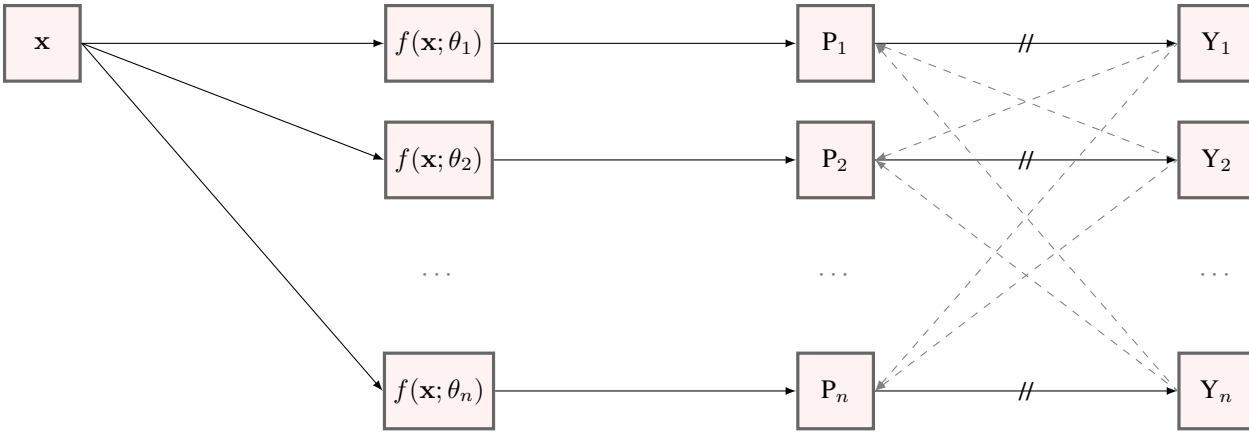 x f(x; θ₁) P₁ // Y₁
f(x; θ₂) P₂ // Y₂
... ... ...
f(x; θₙ) Pₙ // Yₙ